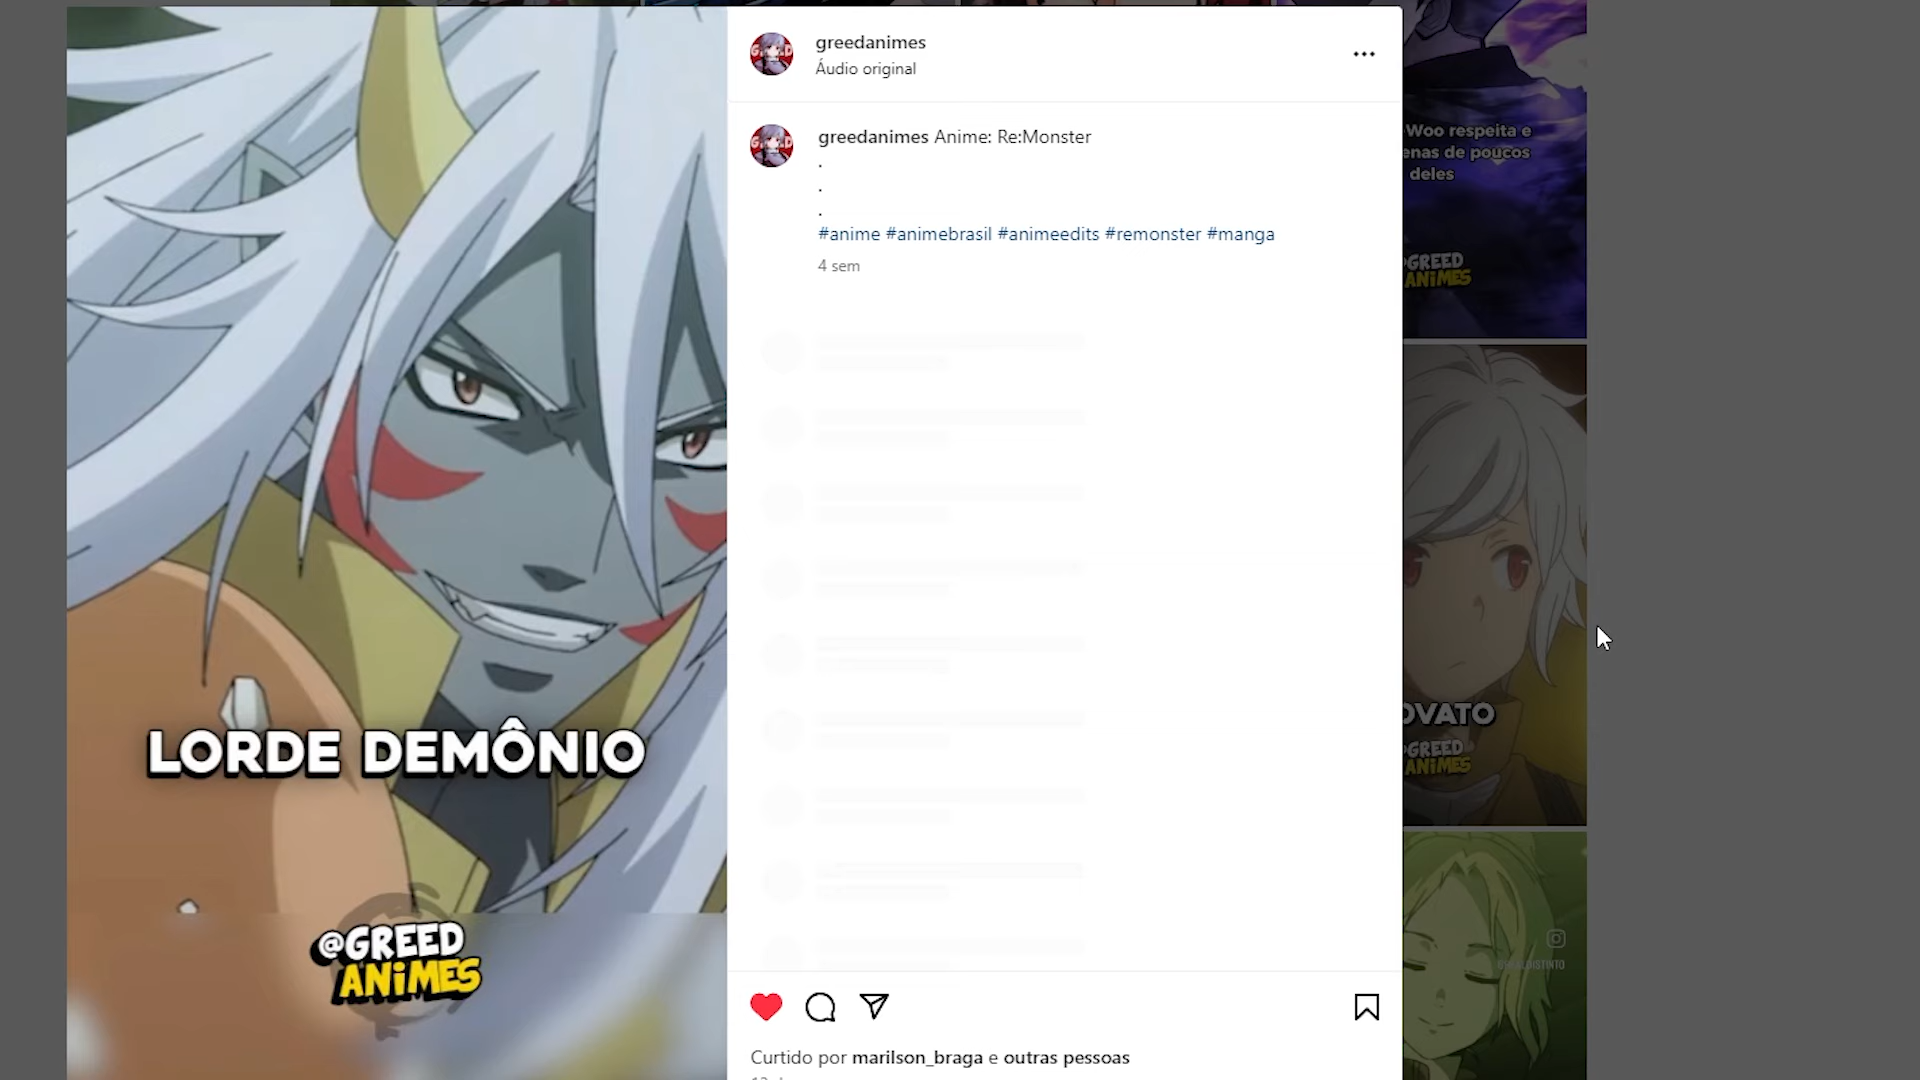 greedanimes
Áudio original
greedanimes Anime: Re:Monster
.
.
.
#anime #animebrasil #animeedits #remonster #manga
4 sem
LORDE DEMÔNIO
@GREED
ANiMES
Curtido por marilson_braga e outras pessoas
Woo respeita e
enas de poucos
deles
GREED
ANiMES
OVATO
GREED
ANiMES